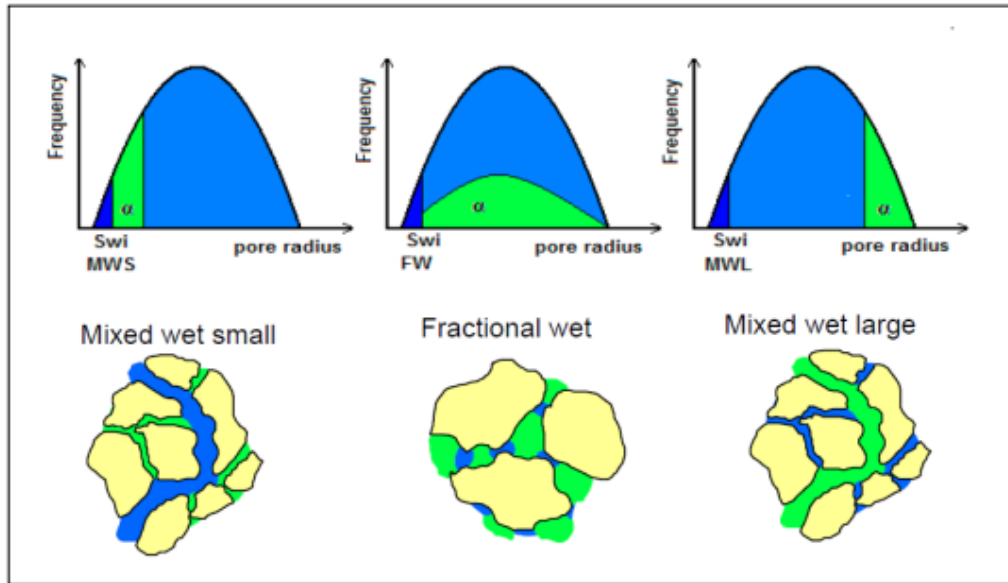 Frequency
α
Swi
pore radius
MWS
Frequency
α
Swi
pore radius
FW
Frequency
α
Swi
pore radius
MWL
Mixed wet small
Fractional wet
Mixed wet large